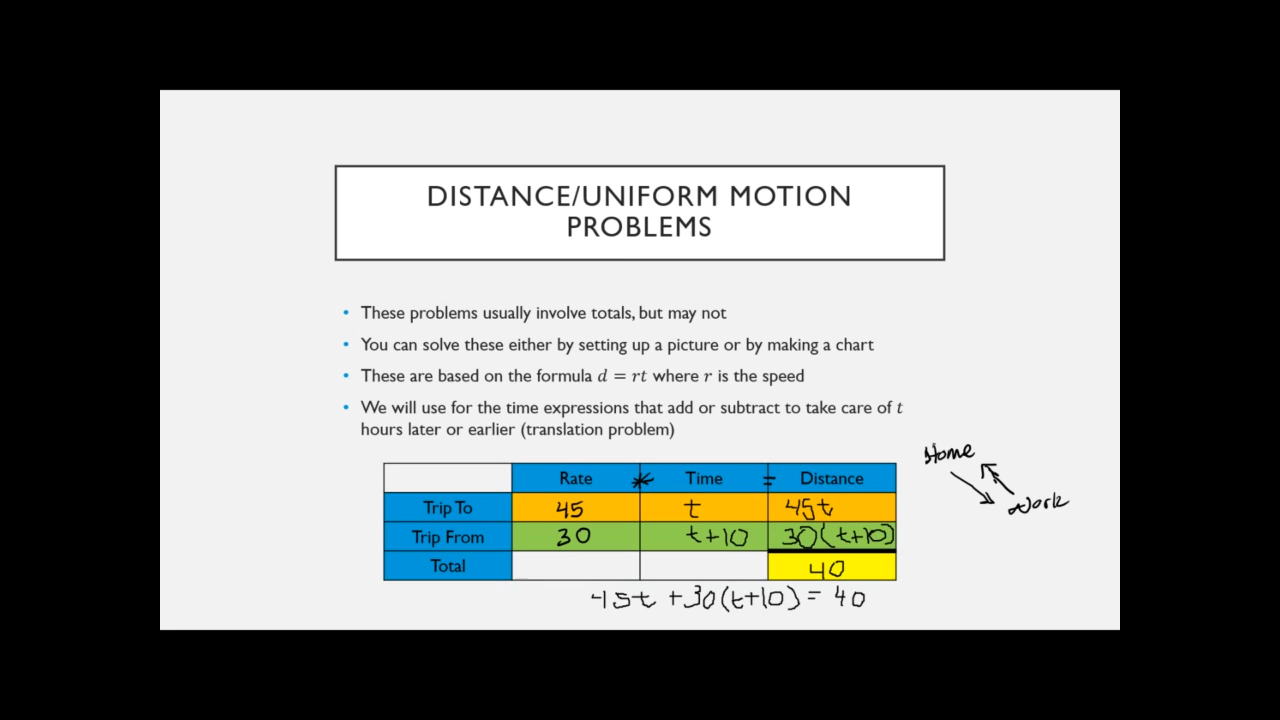 DISTANCE/UNIFORM MOTION
PROBLEMS
• These problems usually involve totals, but may not
• You can solve these either by setting up a picture or by making a chart
• These are based on the formula d = rt where r is the speed
• We will use for the time expressions that add or subtract to take care of t
hours later or earlier (translation problem)
Home
Work
Rate * Time = Distance
Trip To 45 t 45t
Trip From 30 t+10 30(t+10)
Total 40
45t +30(t+10) = 40